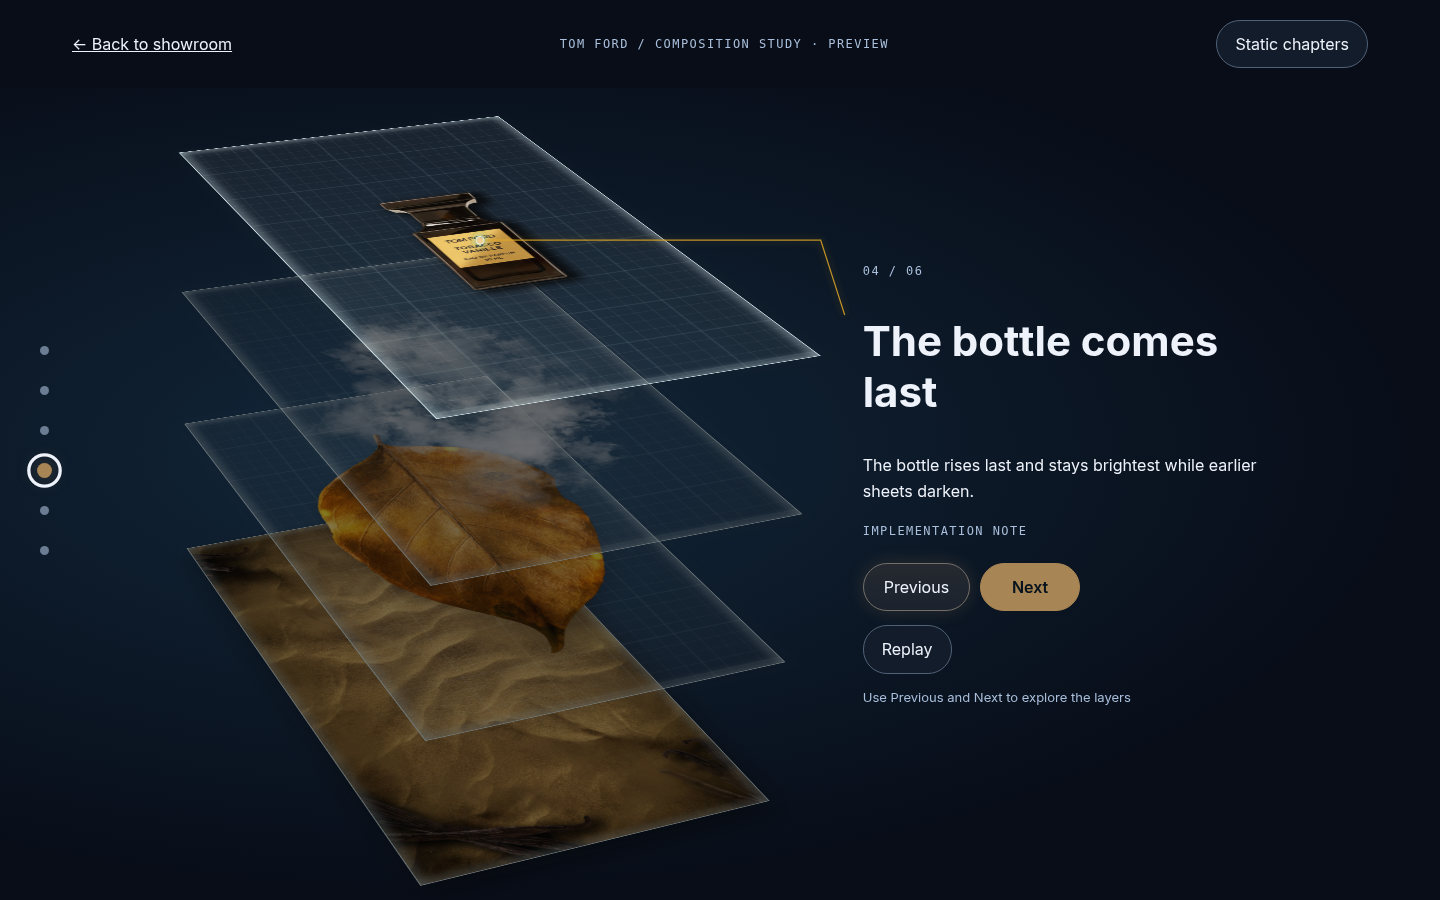 ← Back to showroom
TOM FORD / COMPOSITION STUDY · PREVIEW
Static chapters
TOBACCO
VANILLE
04 / 06
The bottle comes
last
The bottle rises last and stays brightest while earlier
sheets darken.
IMPLEMENTATION NOTE
Previous
Next
Replay
Use Previous and Next to explore the layers